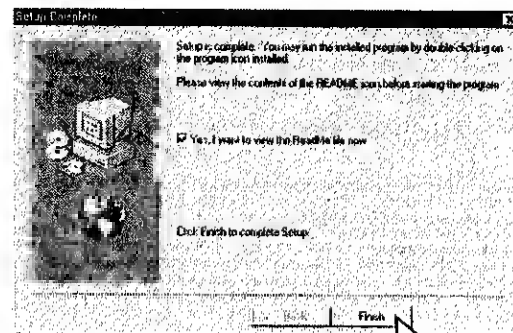 Setup Complete
Setup is complete. You may run the installed program by double-clicking on
the program icon installed.
Please view the contents of the README icon before starting the program
Yes, I want to view the ReadMe file now
Click Finish to complete Setup.
Back
Finish